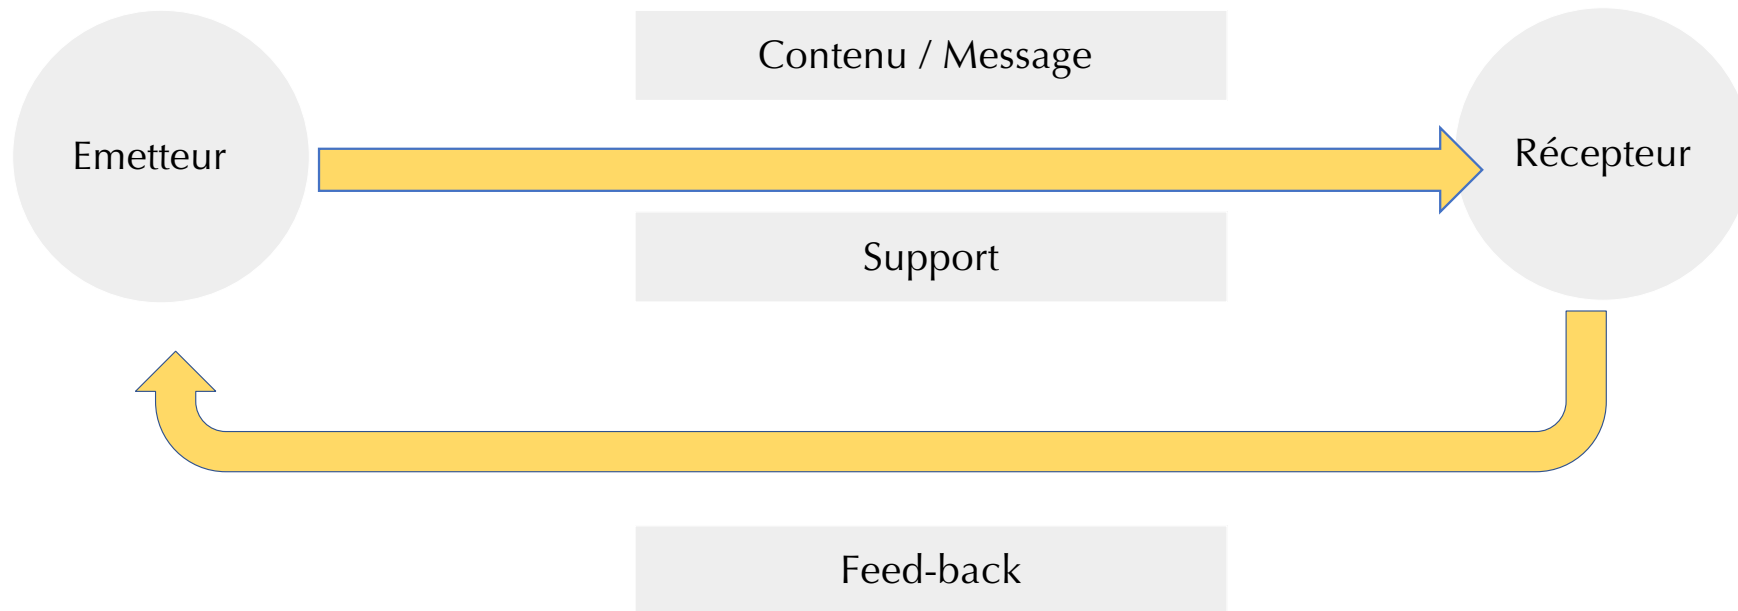 Contenu / Message
Emetteur
Récepteur
Support
Feed-back